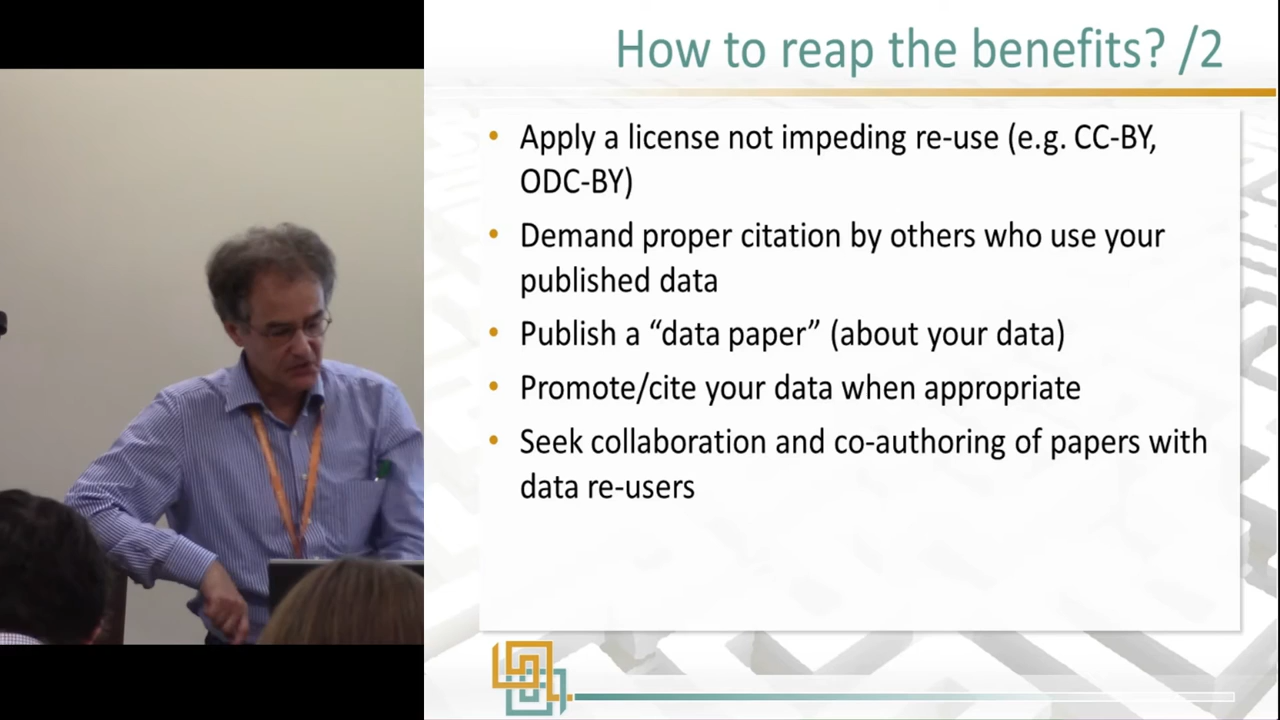 How to reap the benefits? /2
• Apply a license not impeding re-use (e.g. CC-BY,
ODC-BY)
• Demand proper citation by others who use your
published data
• Publish a “data paper” (about your data)
• Promote/cite your data when appropriate
• Seek collaboration and co-authoring of papers with
data re-users